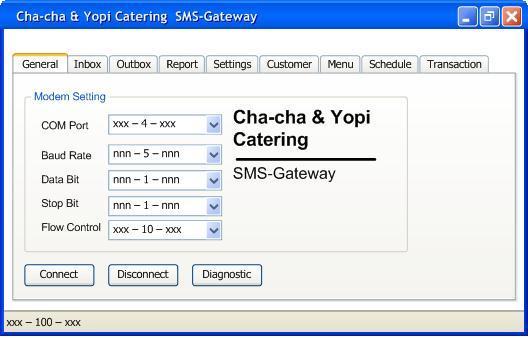 Cha-cha & Yopi Catering SMS-Gateway
General Inbox Outbox Report Settings Customer Menu Schedule Transaction
Modem Setting
COM Port xxx – 4 – xxx
Baud Rate nnn – 5 – nnn
Data Bit nnn – 1 – nnn
Stop Bit nnn – 1 – nnn
Flow Control xxx – 10 – xxx
Cha-cha & Yopi
Catering
SMS-Gateway
Connect Disconnect Diagnostic
xxx – 100 – xxx